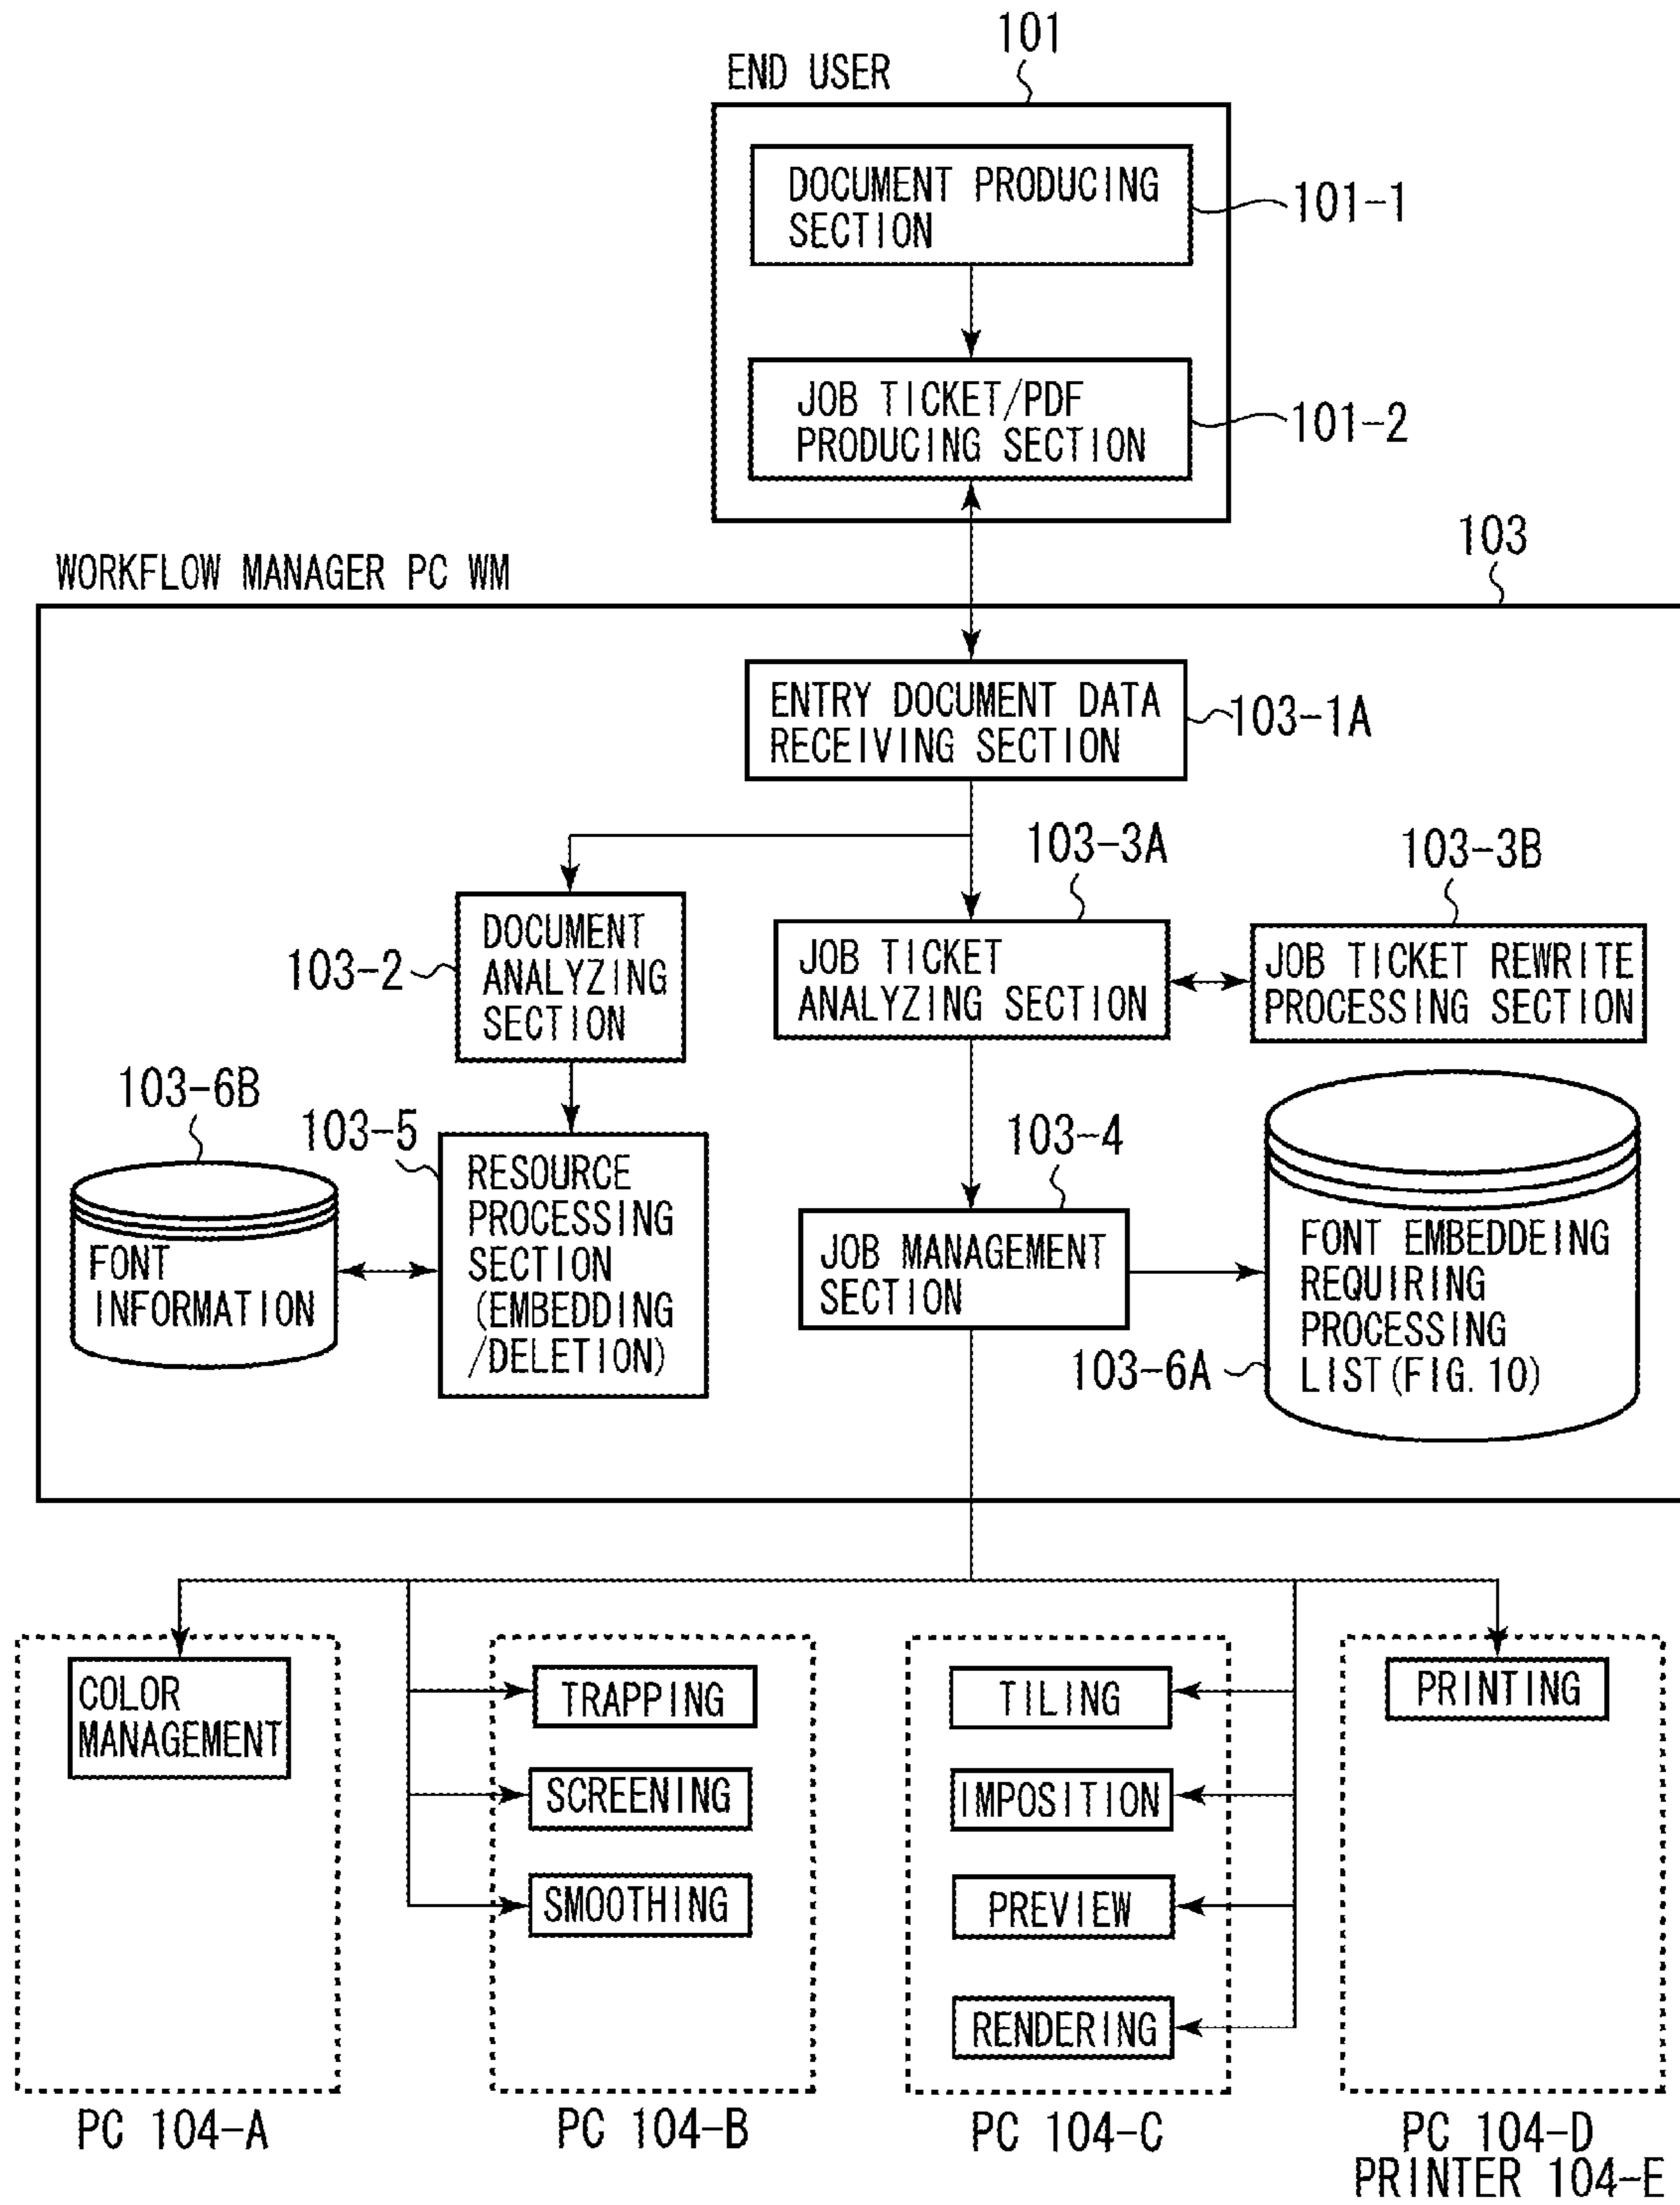 101
END USER
DOCUMENT PRODUCING
SECTION
101-1
JOB TICKET/PDF
PRODUCING SECTION
101-2
103
WORKFLOW MANAGER PC WM
ENTRY DOCUMENT DATA
RECEIVING SECTION
103-1A
103-3A
103-3B
103-2
DOCUMENT
ANALYZING
SECTION
JOB TICKET
ANALYZING SECTION
JOB TICKET REWRITE
PROCESSING SECTION
103-6B
103-5
103-4
FONT
INFORMATION
RESOURCE
PROCESSING
SECTION
(EMBEDDING
/DELETION)
JOB MANAGEMENT
SECTION
FONT EMBEDDEING
REQUIRING
PROCESSING
LIST(FIG. 10)
103-6A
COLOR
MANAGEMENT
TRAPPING
SCREENING
SMOOTHING
TILING
IMPOSITION
PREVIEW
RENDERING
PRINTING
PC 104-A
PC 104-B
PC 104-C
PC 104-D
PRINTER 104-E